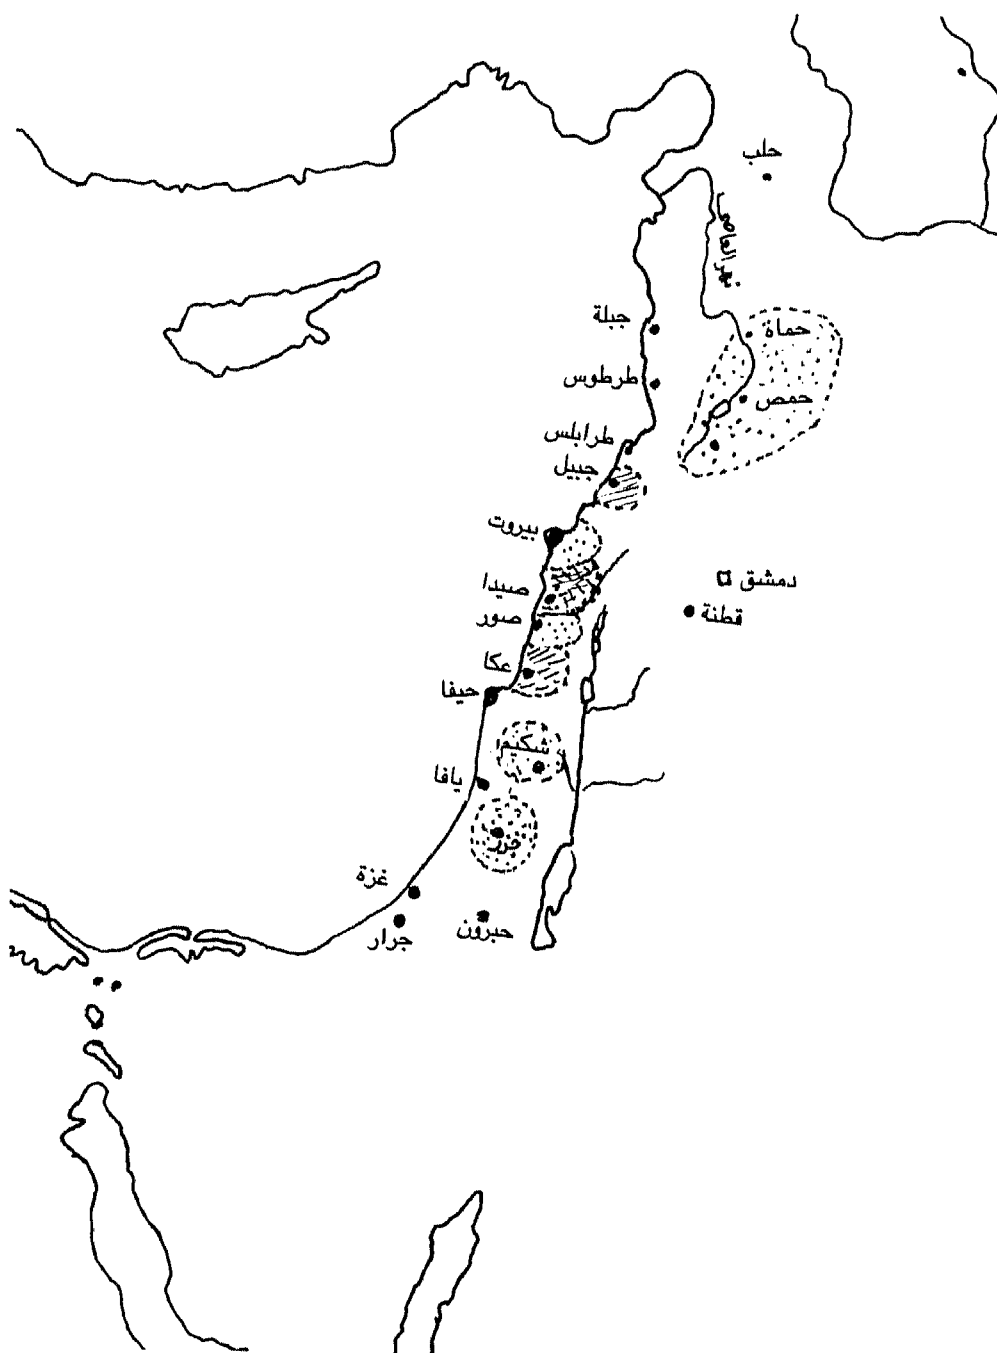 حلب
نهر العاصي
جبلة
حماة
طرطوس
حمص
طرابلس
جبيل
بيروت
دمشق
صيدا
قطنة
صور
عكا
حيفا
شكيم
يافا
جزر
غزة
حبرون
جرار